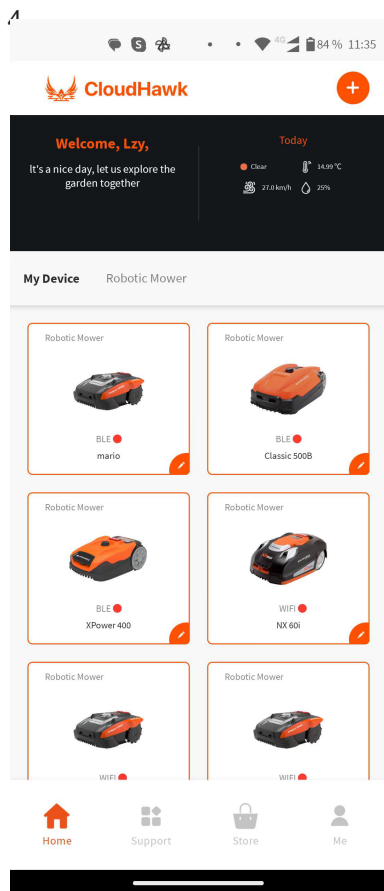 4G 84 % 11:35
CloudHawk
Welcome, Lzy,
It's a nice day, let us explore the
garden together
Today
Clear 14.99 ℃
27.0 km/h 25%
My Device Robotic Mower
Robotic Mower
BLE
mario
Robotic Mower
BLE
Classic 500B
Robotic Mower
BLE
XPower 400
Robotic Mower
WIFI
NX 60i
Robotic Mower
WIFI
Robotic Mower
WIFI
Home Support Store Me